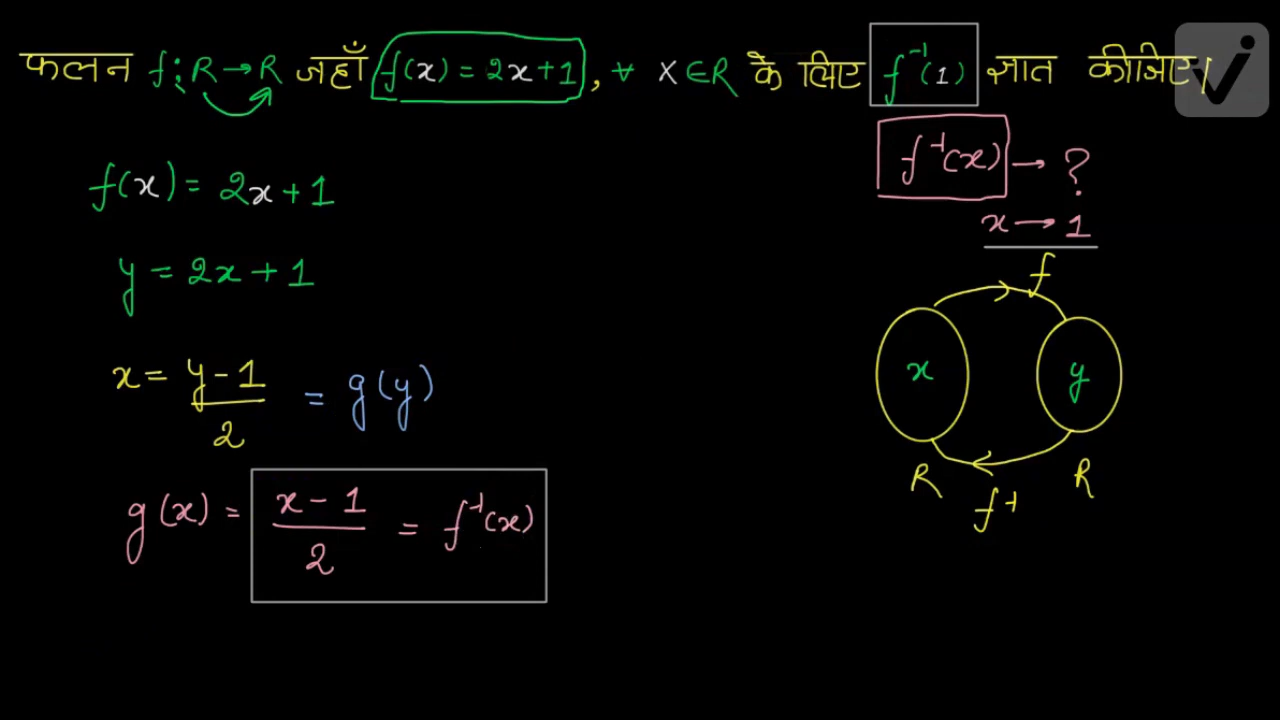 फलन f: R → R जहाँ f(x) = 2x + 1, ∀ x ∈ R के लिए f⁻¹(1) ज्ञात कीजिए।
f⁻¹(x) → ?
x → 1
f(x) = 2x + 1
y = 2x + 1
f
x y
x = (y - 1)/2 = g(y)
R R
f⁻¹
g(x) = (x - 1)/2 = f⁻¹(x)